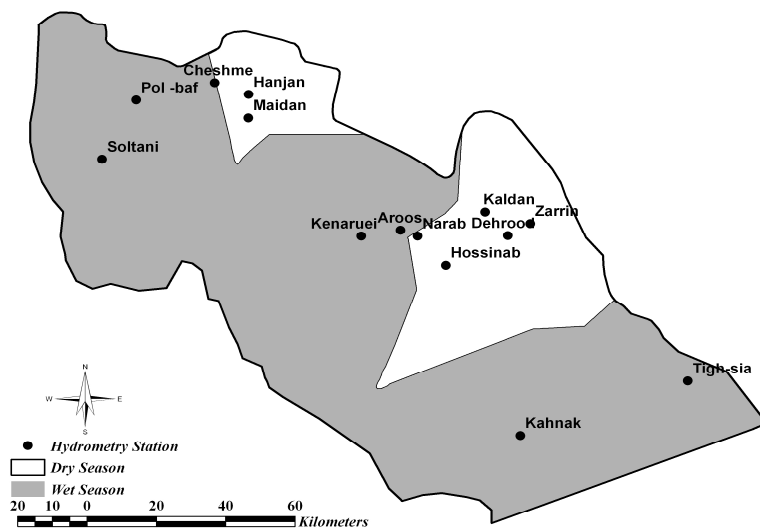 Cheshme
Pol -baf
Hanjan
Maidan
Soltani
Kaldan
Zarrin
Kenaruei
Aroos
Narab
Dehrood
Hossinab
Tigh-sia
Kahnak
N
W
E
S
Hydrometry Station
Dry Season
Wet Season
20 10 0 20 40 60
Kilometers